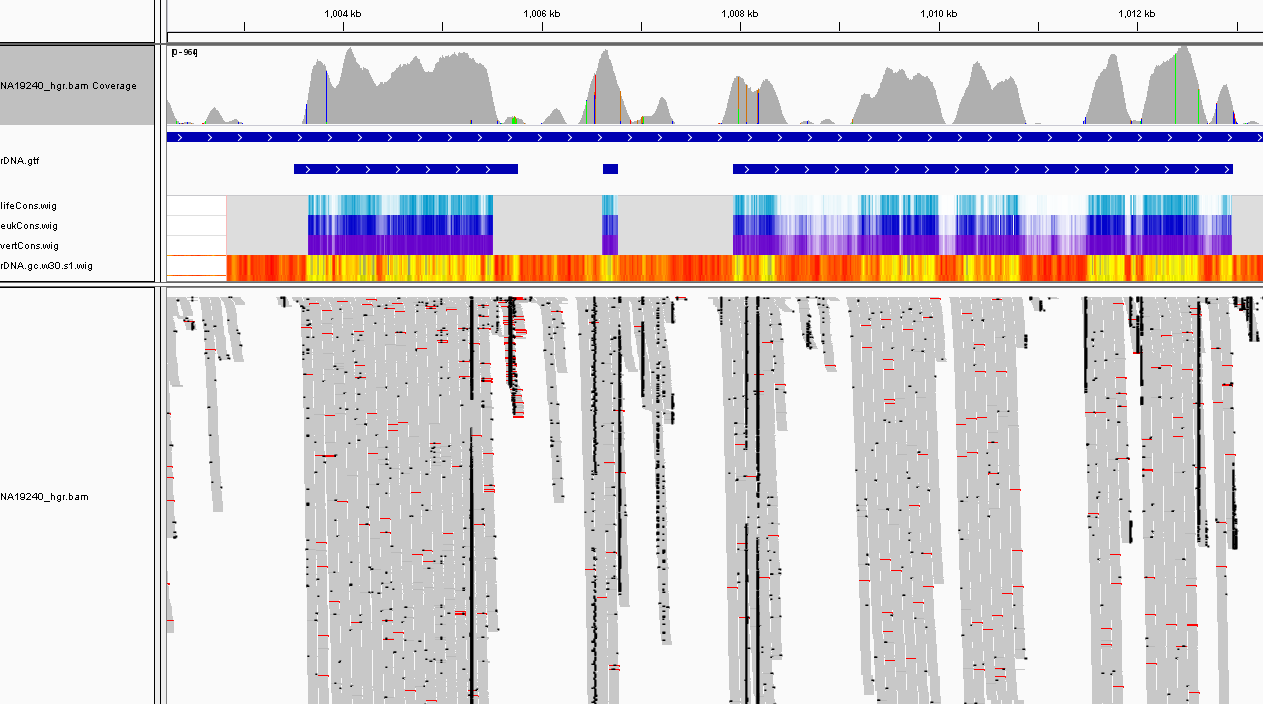 1,004 kb 1,006 kb 1,008 kb 1,010 kb 1,012 kb
[0 - 964]
NA19240_hgr.bam Coverage
rDNA.gtf
lifeCons.wig
eukCons.wig
vertCons.wig
rDNA.gc.w30.s1.wig
NA19240_hgr.bam